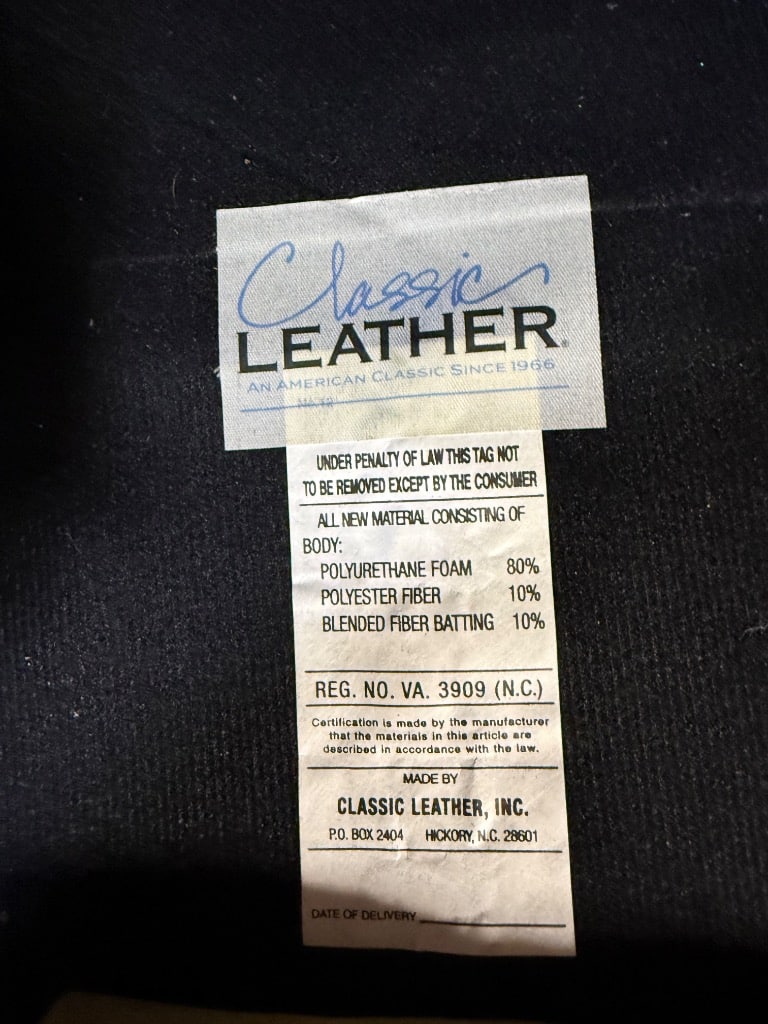 Classic
LEATHER®
AN AMERICAN CLASSIC SINCE 1966
No. 12
UNDER PENALTY OF LAW THIS TAG NOT
TO BE REMOVED EXCEPT BY THE CONSUMER
ALL NEW MATERIAL CONSISTING OF
BODY:
POLYURETHANE FOAM 80%
POLYESTER FIBER 10%
BLENDED FIBER BATTING 10%
REG. NO. VA. 3909 (N.C.)
Certification is made by the manufacturer
that the materials in this article are
described in accordance with the law.
MADE BY
CLASSIC LEATHER, INC.
P.O. BOX 2404 HICKORY, N.C. 28601
DATE OF DELIVERY